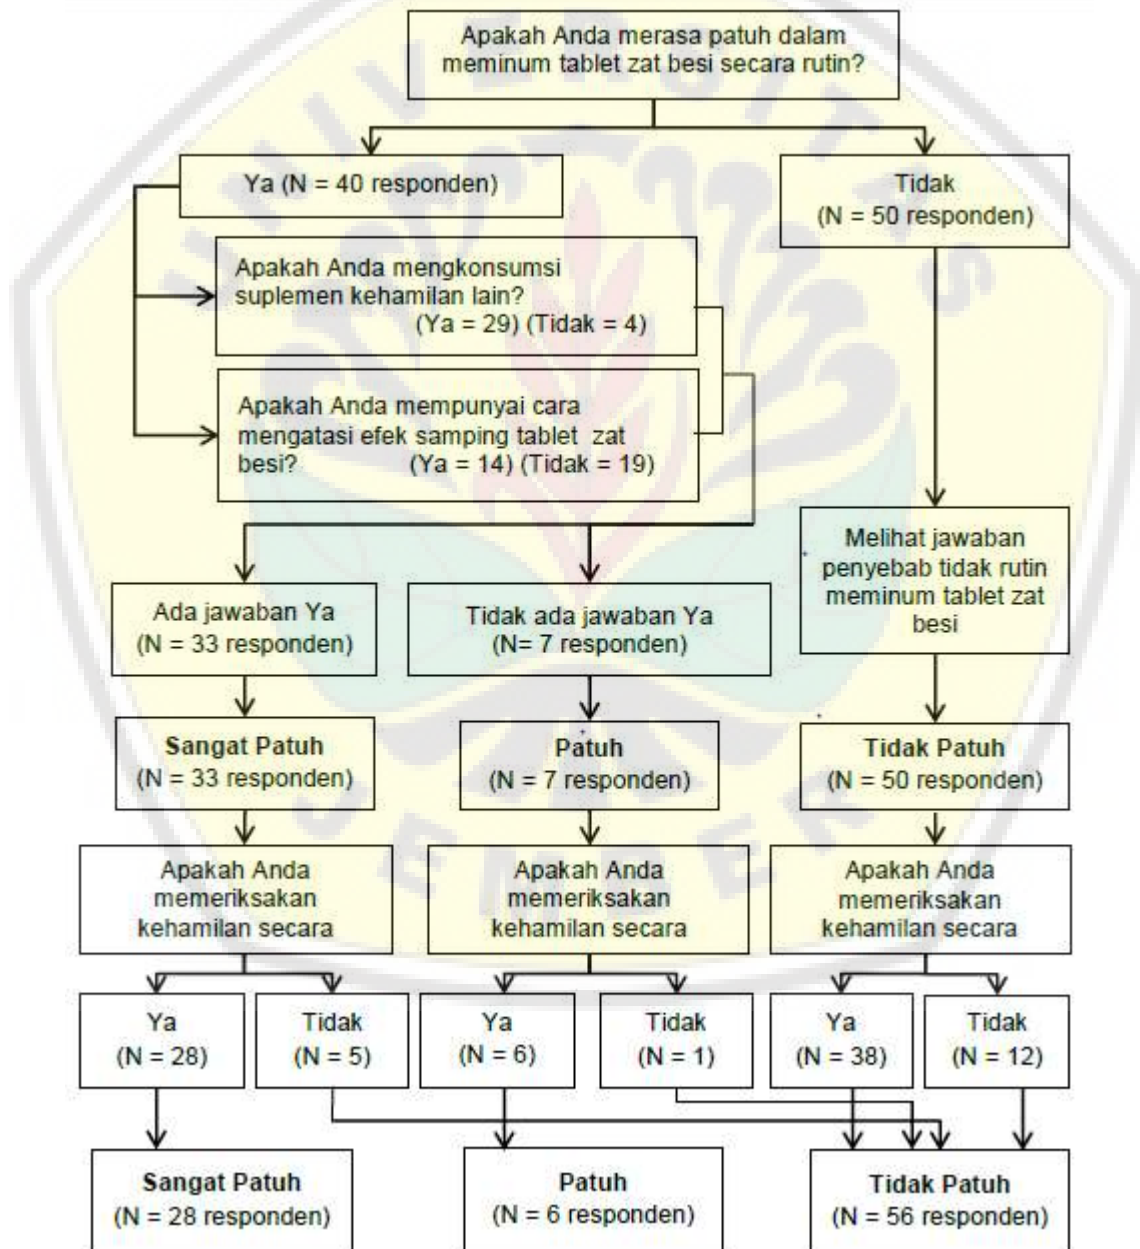 Apakah Anda merasa patuh dalam
meminum tablet zat besi secara rutin?
Ya (N = 40 responden)
Tidak
(N = 50 responden)
Apakah Anda mengkonsumsi
suplemen kehamilan lain?
(Ya = 29) (Tidak = 4)
Apakah Anda mempunyai cara
mengatasi efek samping tablet zat
besi? (Ya = 14) (Tidak = 19)
Melihat jawaban
penyebab tidak rutin
meminum tablet zat
besi
Ada jawaban Ya
(N = 33 responden)
Tidak ada jawaban Ya
(N= 7 responden)
Sangat Patuh
(N = 33 responden)
Patuh
(N = 7 responden)
Tidak Patuh
(N = 50 responden)
Apakah Anda
memeriksakan
kehamilan secara
Apakah Anda
memeriksakan
kehamilan secara
Apakah Anda
memeriksakan
kehamilan secara
Ya
(N = 28)
Tidak
(N = 5)
Ya
(N = 6)
Tidak
(N = 1)
Ya
(N = 38)
Tidak
(N = 12)
Sangat Patuh
(N = 28 responden)
Patuh
(N = 6 responden)
Tidak Patuh
(N = 56 responden)
UNIVERSITAS
JEMBER